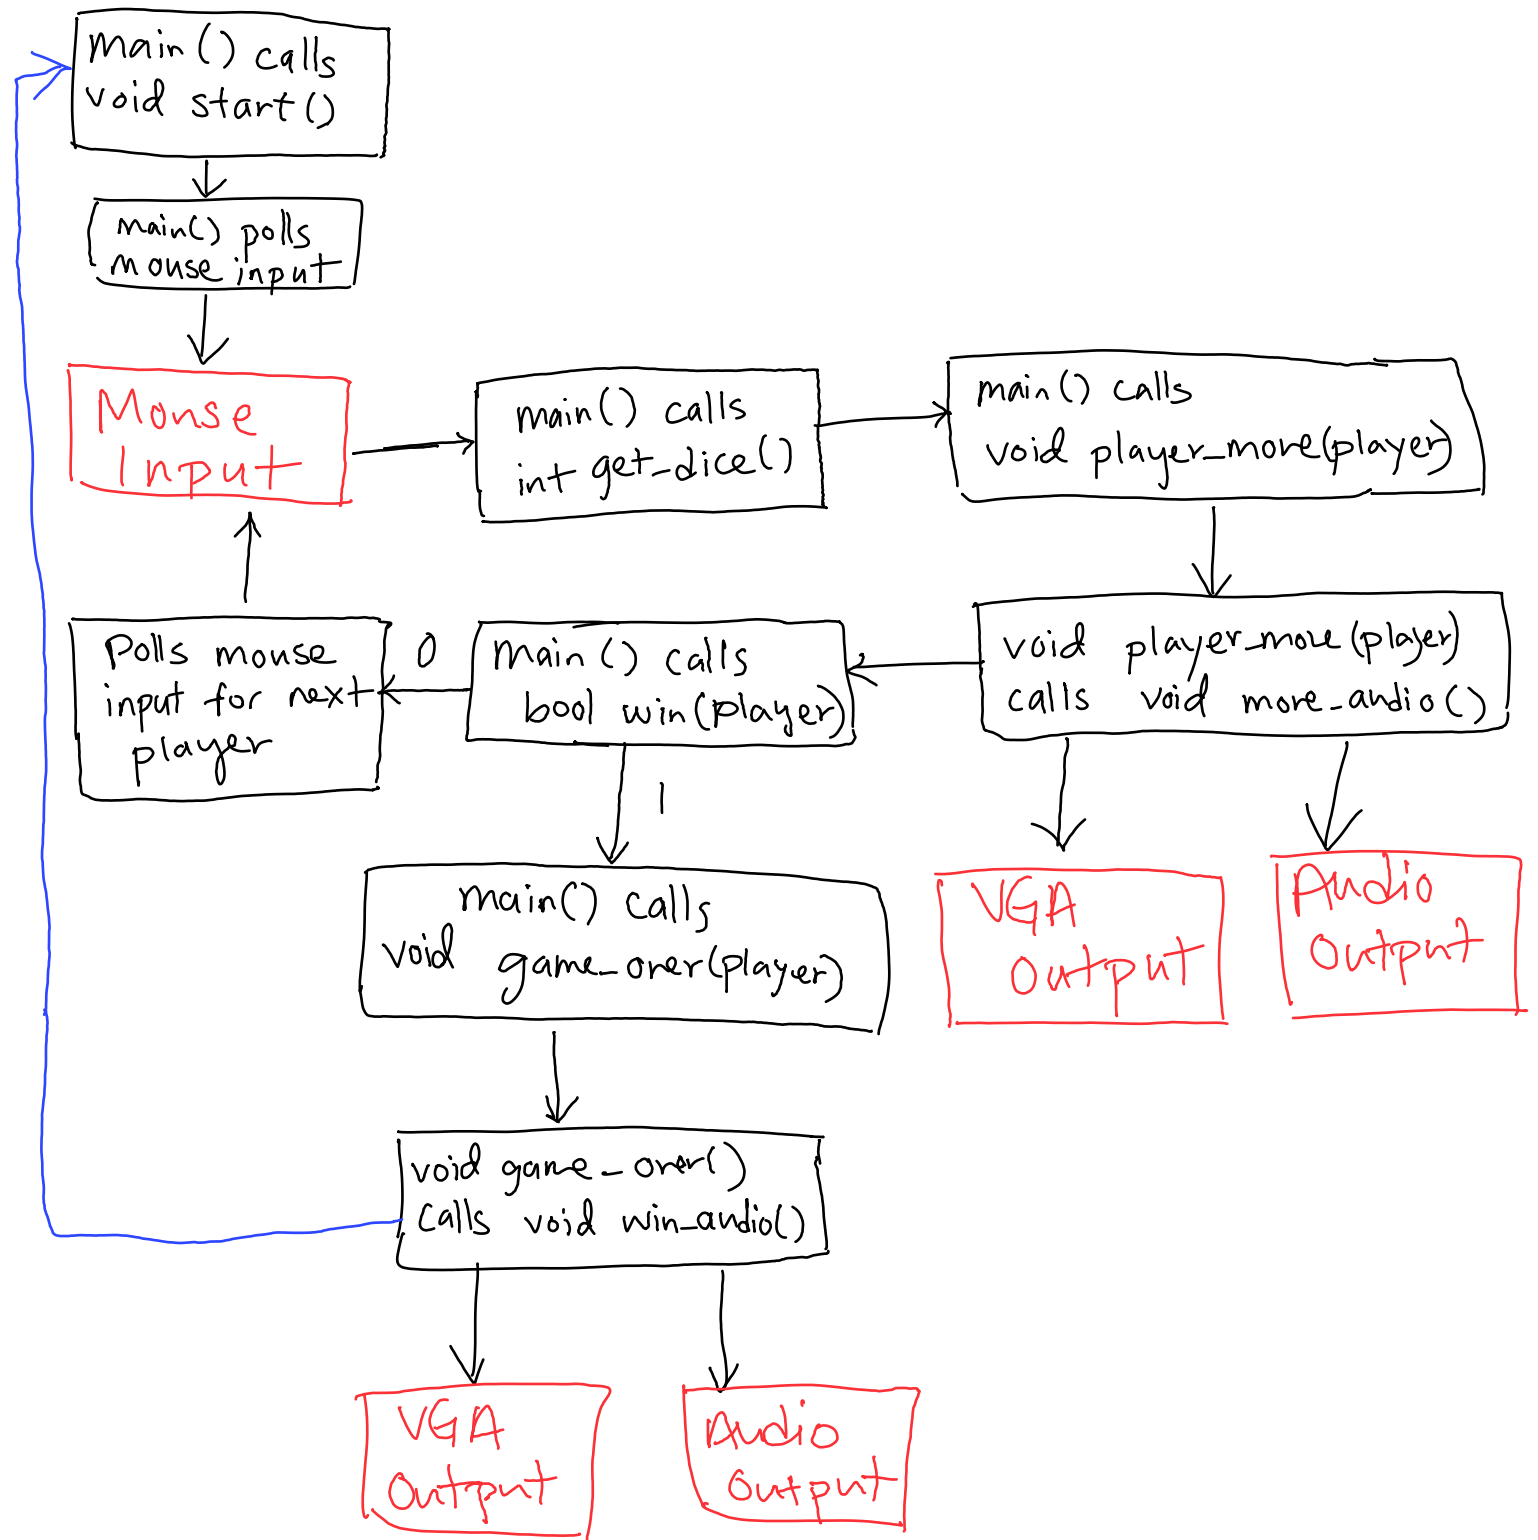 main() calls
void start()
main() polls
mouse input
Mouse
Input
main() calls
int get_dice()
main() calls
void player_move(player)
void player_move(player)
calls void move_audio()
main() calls
bool win(player)
0
Polls mouse
input for next
player
1
main() calls
void game_over(player)
VGA
Output
Audio
Output
void game_over()
calls void win_audio()
VGA
Output
Audio
Output